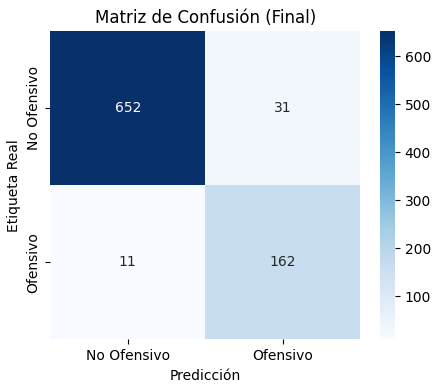 Matriz de Confusión (Final)
Etiqueta Real
No Ofensivo
Ofensivo
652
31
11
162
No Ofensivo
Ofensivo
Predicción
600
500
400
300
200
100